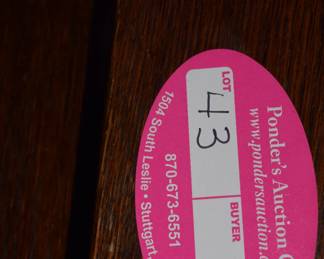 Ponder's Auction
www.pondersauction.
LOT 43 BUYER
870-673-6551
1504 South Leslie • Stuttgart,